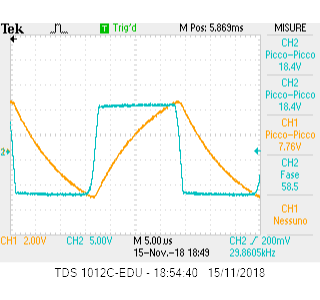 Tek Trig'd M Pos: 5.869ms MISURE
CH2
Picco-Picco
18.4V
CH2
Picco-Picco
18.4V
CH1
Picco-Picco
7.76V
2
CH2
Fase
58.5
CH1
Nessuno
CH1 2.00V CH2 5.00V M 5.00µs CH2 / 200mV
15-Nov.-18 18:49 29.8605kHz
TDS 1012C-EDU - 18:54:40 15/11/2018